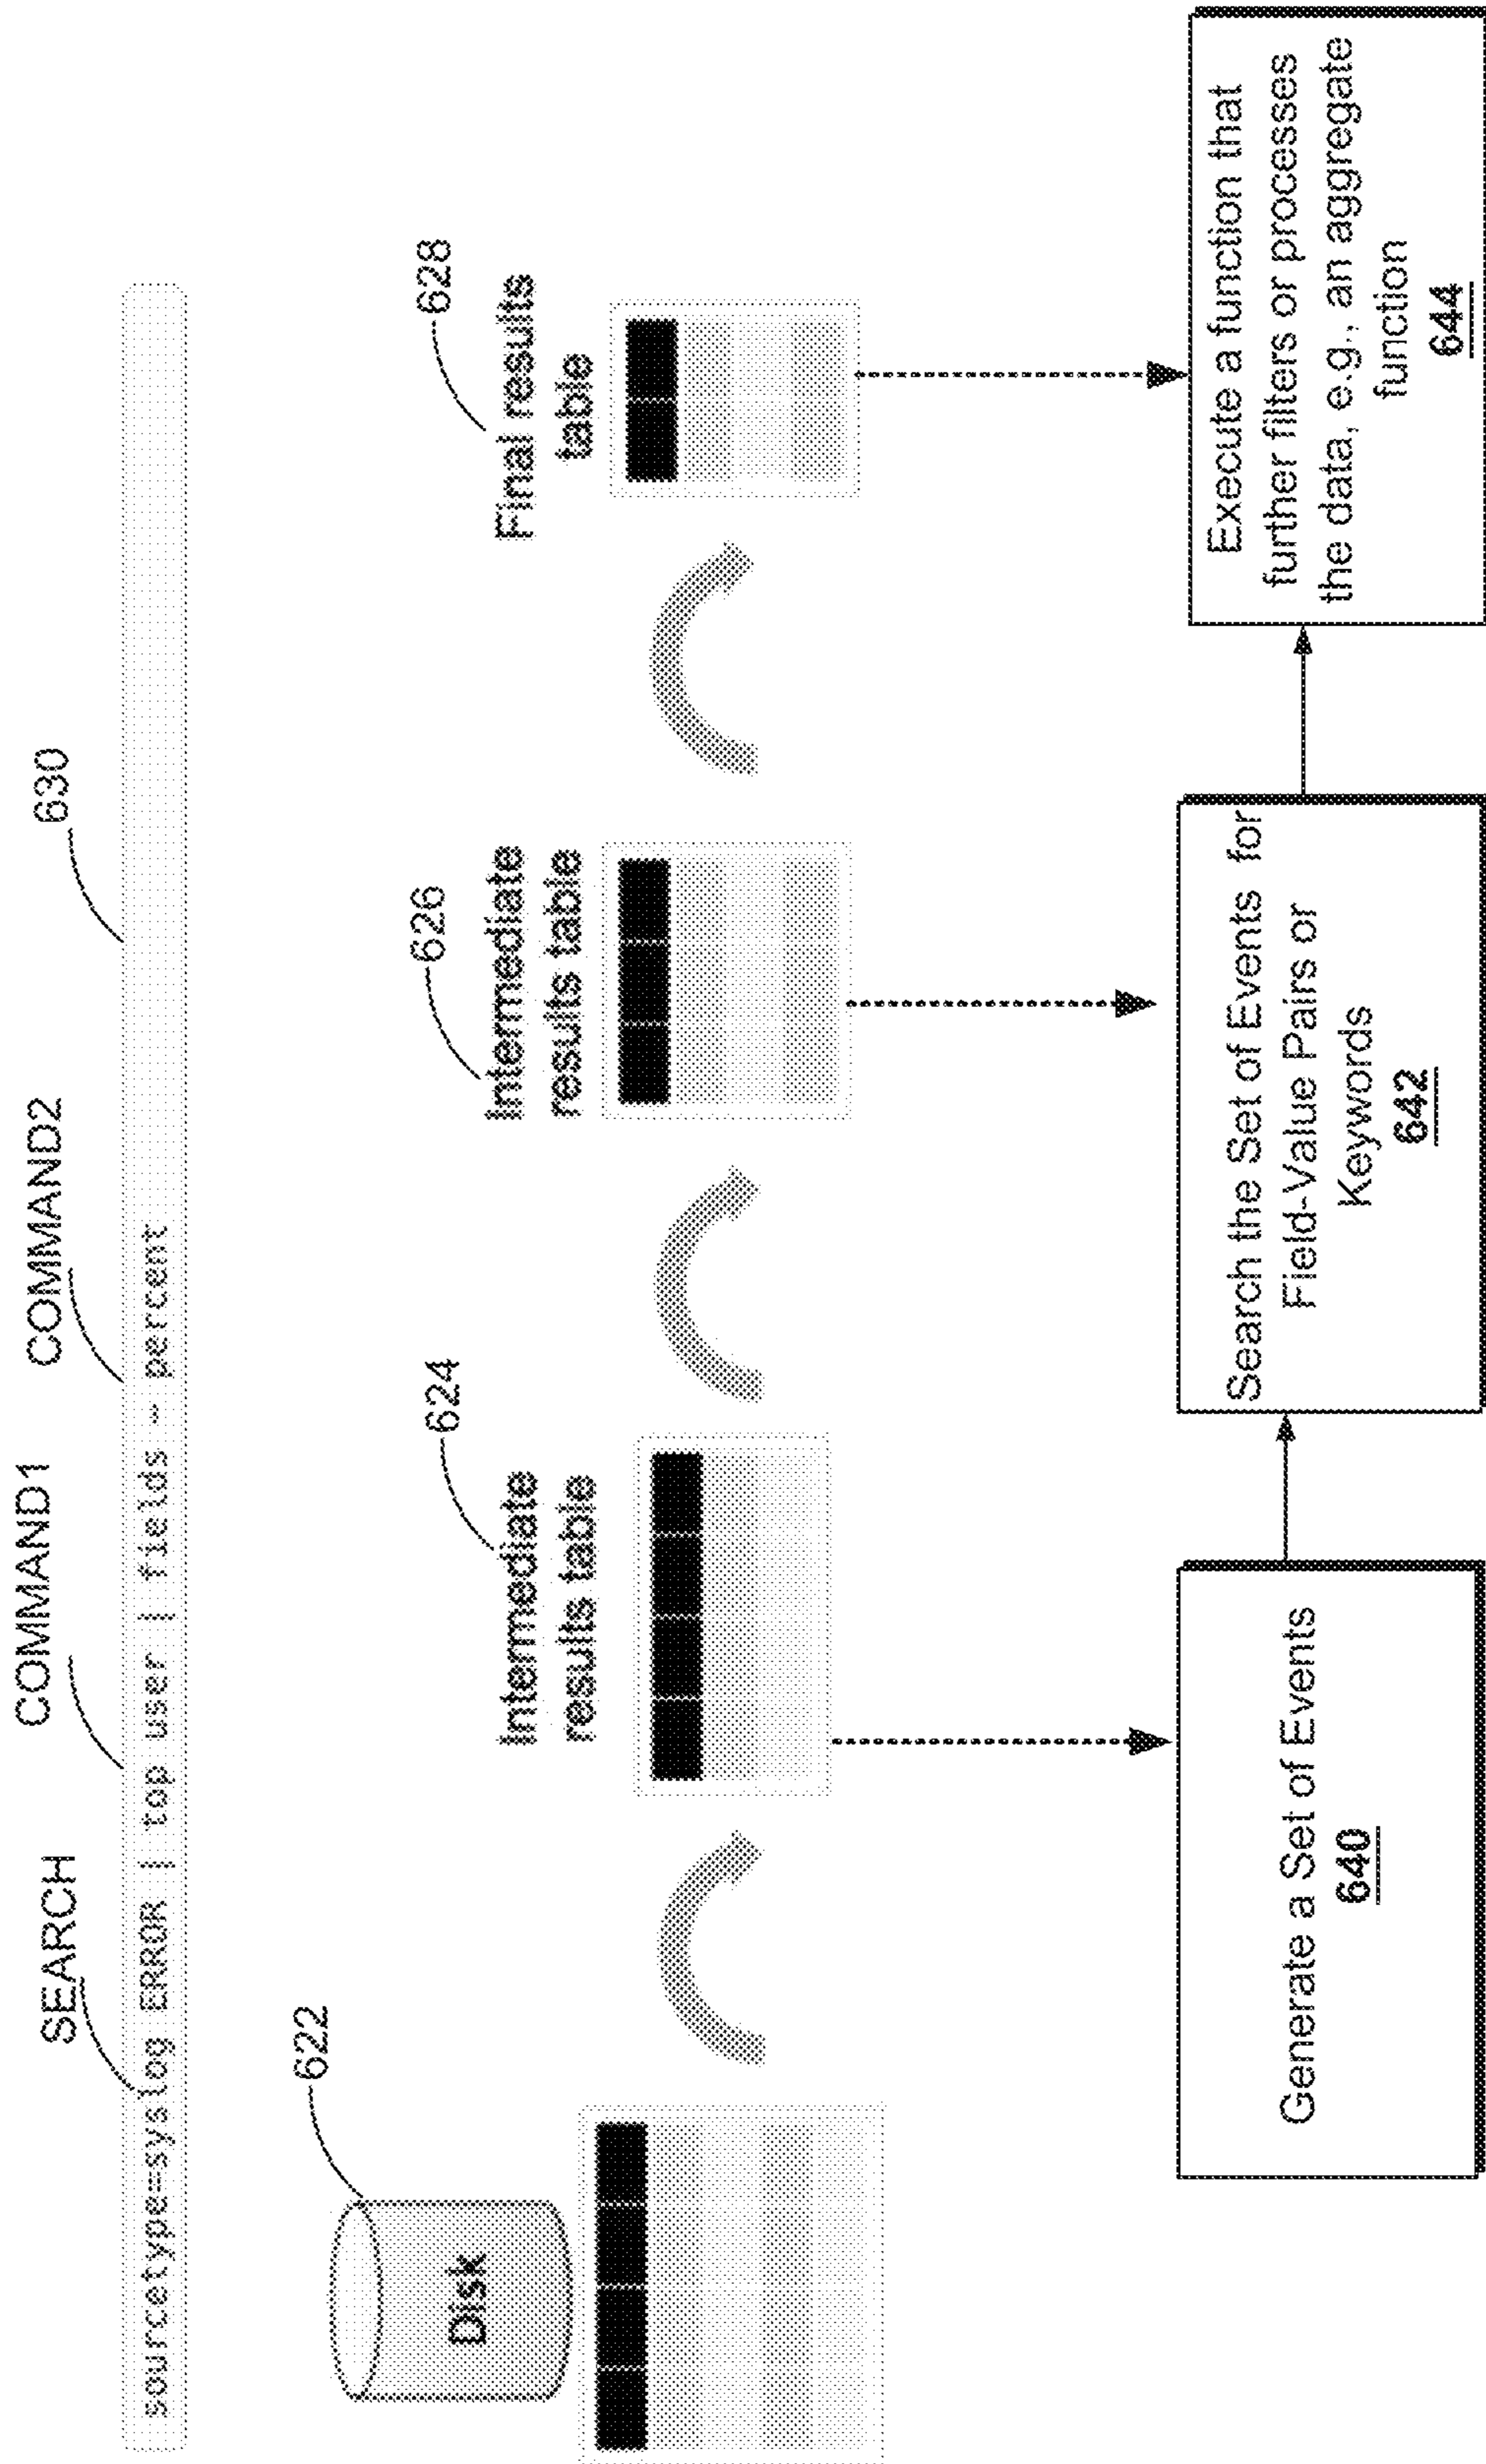 SEARCH
COMMAND1
COMMAND2
630
sourcetype=syslog ERROR | top user | fields – percent
622
Disk
624
Intermediate
results table
626
Intermediate
results table
628
Final results
table
Generate a Set of Events
640
Search the Set of Events for
Field-Value Pairs or
Keywords
642
Execute a function that
further filters or processes
the data, e.g., an aggregate
function
644